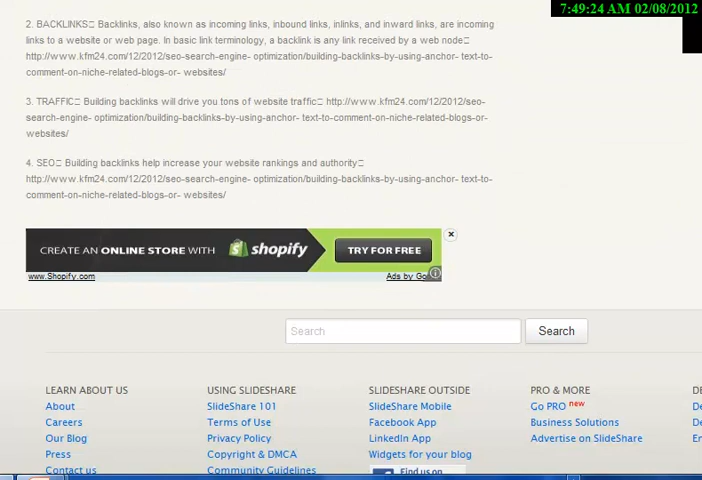 7:49:24 AM 02/08/2012
2. BACKLINKS Backlinks, also known as incoming links, inbound links, inlinks, and inward links, are incoming
links to a website or web page. In basic link terminology, a backlink is any link received by a web node
http://www.kfm24.com/12/2012/seo-search-engine- optimization/building-backlinks-by-using-anchor- text-to-
comment-on-niche-related-blogs-or- websites/
3. TRAFFIC Building backlinks will drive you tons of website traffic http://www.kfm24.com/12/2012/seo-
search-engine- optimization/building-backlinks-by-using-anchor- text-to-comment-on-niche-related-blogs-or-
websites/
4. SEO Building backlinks help increase your website rankings and authority
http://www.kfm24.com/12/2012/seo-search-engine- optimization/building-backlinks-by-using-anchor- text-to-
comment-on-niche-related-blogs-or- websites/
CREATE AN ONLINE STORE WITH shopify TRY FOR FREE
www.Shopify.com Ads by Go
Search Search
LEARN ABOUT US USING SLIDESHARE SLIDESHARE OUTSIDE PRO & MORE
About SlideShare 101 SlideShare Mobile Go PRO new
Careers Terms of Use Facebook App Business Solutions
Our Blog Privacy Policy LinkedIn App Advertise on SlideShare
Press Copyright & DMCA Widgets for your blog
Contact us Community Guidelines Find us on